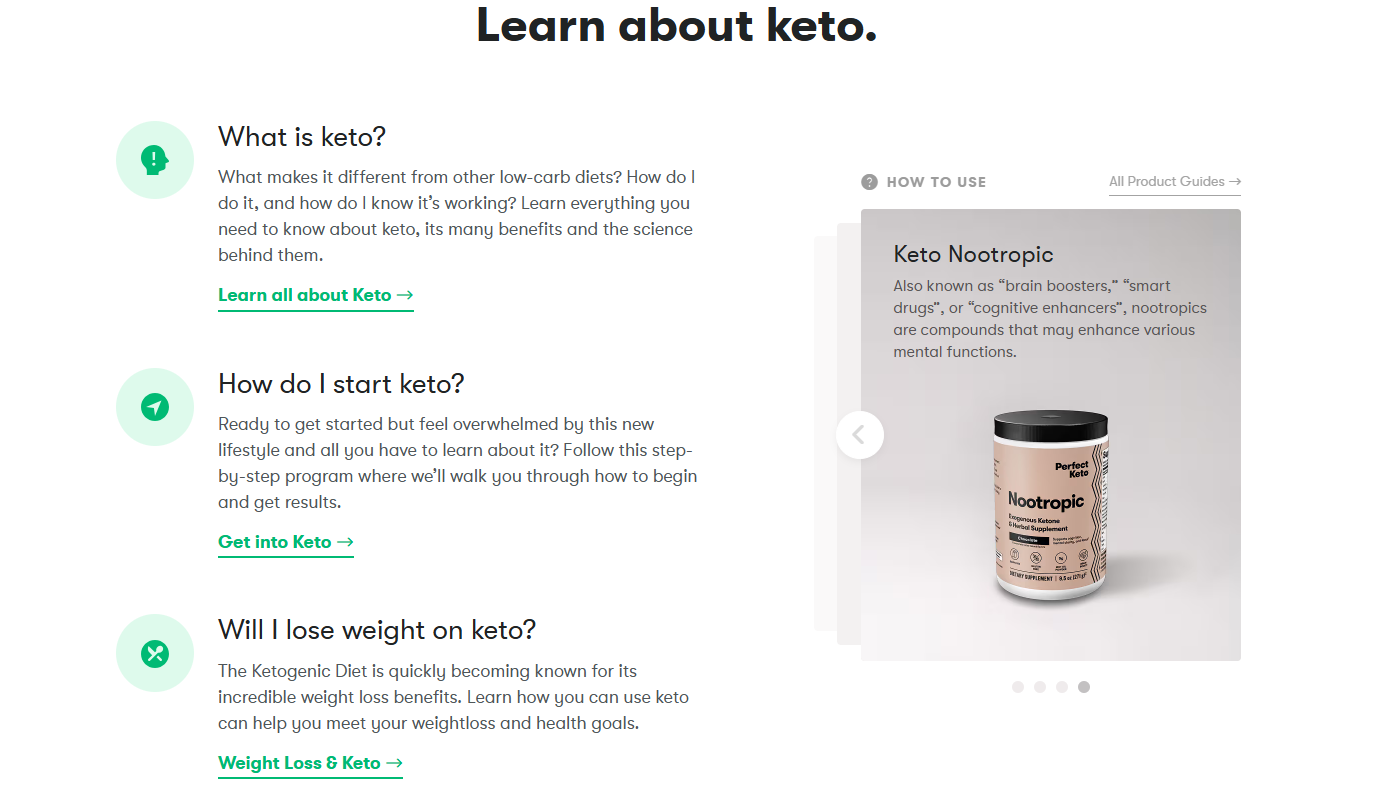 Learn about keto.
What is keto?
What makes it different from other low-carb diets? How do I
do it, and how do I know it’s working? Learn everything you
need to know about keto, its many benefits and the science
behind them.
Learn all about Keto →
How do I start keto?
Ready to get started but feel overwhelmed by this new
lifestyle and all you have to learn about it? Follow this step-
by-step program where we’ll walk you through how to begin
and get results.
Get into Keto →
Will I lose weight on keto?
The Ketogenic Diet is quickly becoming known for its
incredible weight loss benefits. Learn how you can use keto
can help you meet your weightloss and health goals.
Weight Loss & Keto →
? HOW TO USE
All Product Guides →
Keto Nootropic
Also known as “brain boosters,” “smart
drugs”, or “cognitive enhancers”, nootropics
are compounds that may enhance various
mental functions.
Perfect
Keto
Nootropic
Exogenous Ketone
& Herbal Supplement
Chocolate
DIETARY SUPPLEMENT | 9.5 oz (271g)